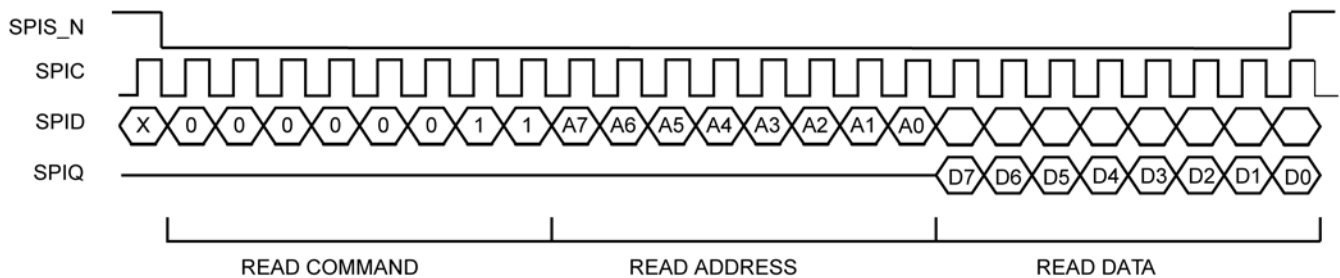 SPIS_N
SPIC
SPID X 0 0 0 0 0 0 1 1 A7 A6 A5 A4 A3 A2 A1 A0
SPIQ D7 D6 D5 D4 D3 D2 D1 D0
READ COMMAND READ ADDRESS READ DATA